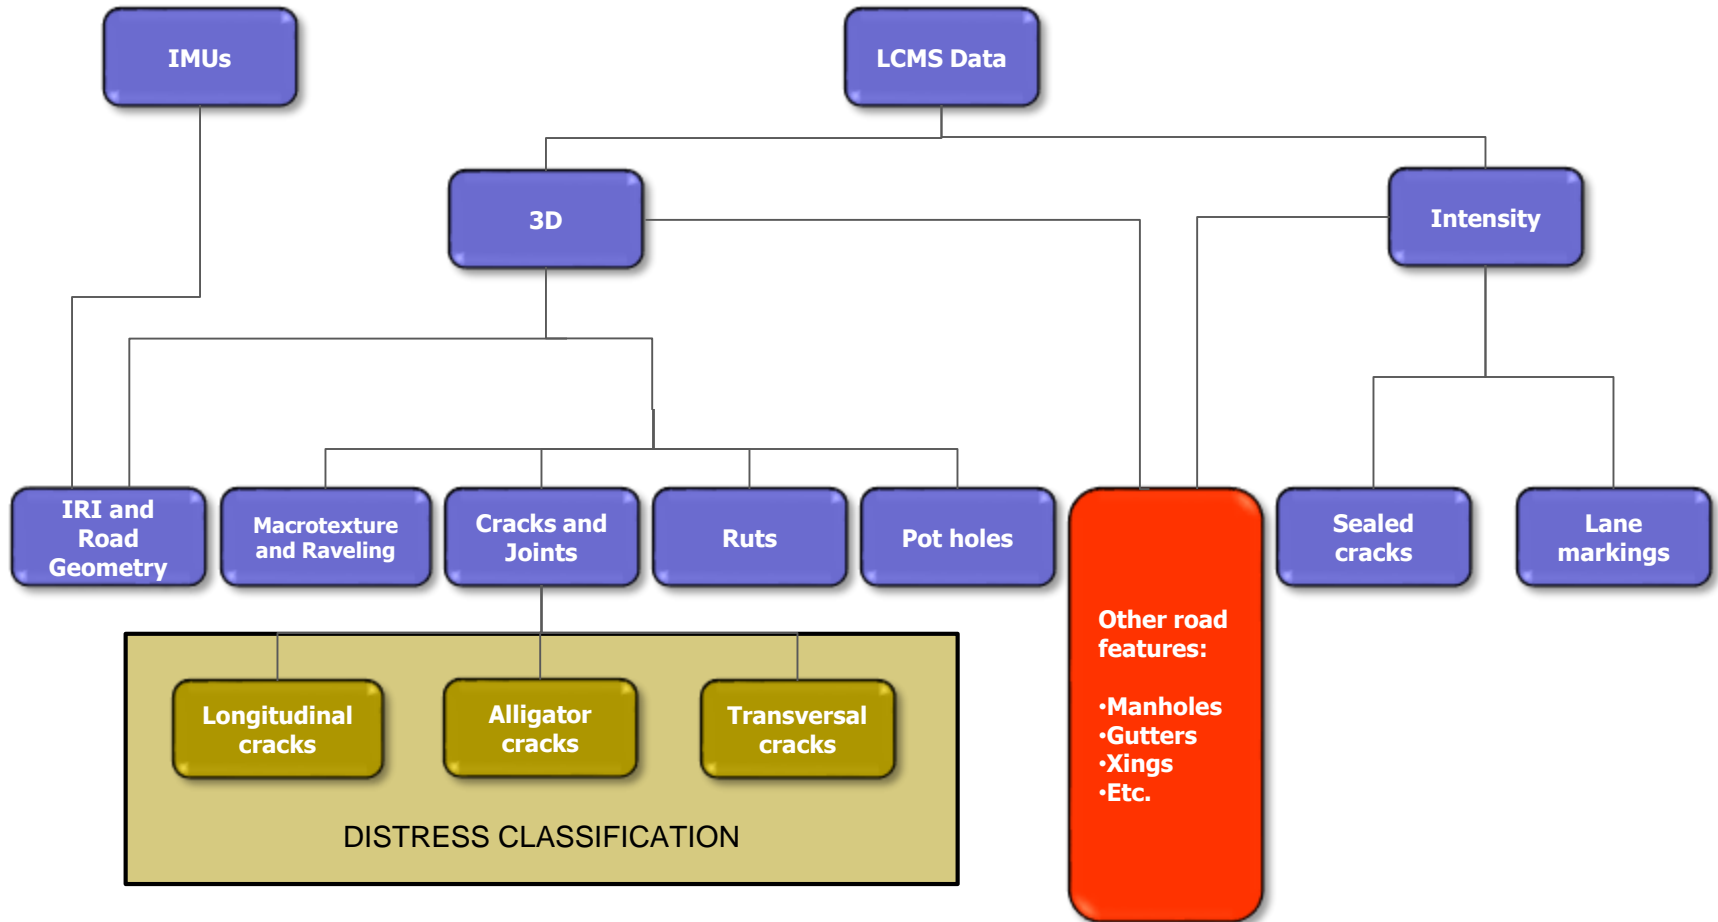 IMUs
LCMS Data
3D
Intensity
IRI and
Road
Geometry
Macrotexture
and Raveling
Cracks and
Joints
Ruts
Pot holes
Other road
features:
•Manholes
•Gutters
•Xings
•Etc.
Sealed
cracks
Lane
markings
Longitudinal
cracks
Alligator
cracks
Transversal
cracks
DISTRESS CLASSIFICATION